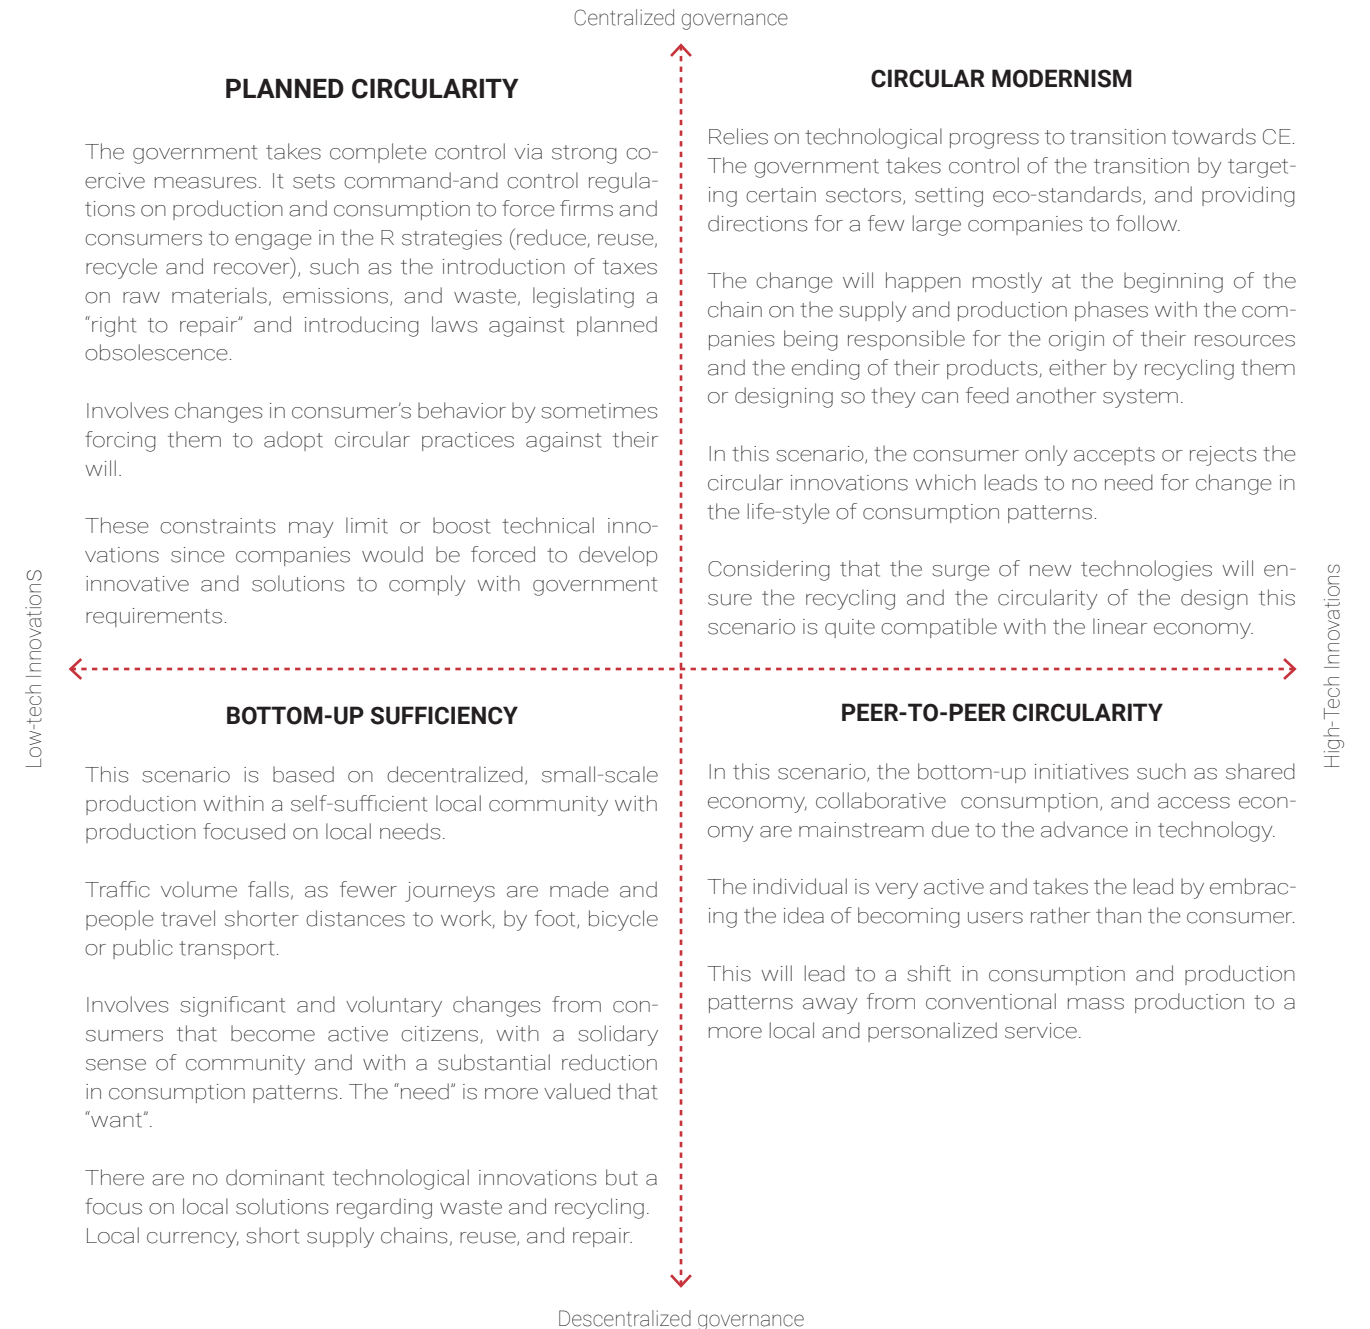 Centralized governance
PLANNED CIRCULARITY
The government takes complete control via strong co-
ercive measures. It sets command-and control regula-
tions on production and consumption to force firms and
consumers to engage in the R strategies (reduce, reuse,
recycle and recover), such as the introduction of taxes
on raw materials, emissions, and waste, legislating a
"right to repair" and introducing laws against planned
obsolescence.
Involves changes in consumer's behavior by sometimes
forcing them to adopt circular practices against their
will.
These constraints may limit or boost technical inno-
vations since companies would be forced to develop
innovative and solutions to comply with government
requirements.
CIRCULAR MODERNISM
Relies on technological progress to transition towards CE.
The government takes control of the transition by target-
ing certain sectors, setting eco-standards, and providing
directions for a few large companies to follow.
The change will happen mostly at the beginning of the
chain on the supply and production phases with the com-
panies being responsible for the origin of their resources
and the ending of their products, either by recycling them
or designing so they can feed another system.
In this scenario, the consumer only accepts or rejects the
circular innovations which leads to no need for change in
the life-style of consumption patterns.
Considering that the surge of new technologies will en-
sure the recycling and the circularity of the design this
scenario is quite compatible with the linear economy.
Low-tech InnovationS
High-Tech Innovations
BOTTOM-UP SUFFICIENCY
This scenario is based on decentralized, small-scale
production within a self-sufficient local community with
production focused on local needs.
Traffic volume falls, as fewer journeys are made and
people travel shorter distances to work, by foot, bicycle
or public transport.
Involves significant and voluntary changes from con-
sumers that become active citizens, with a solidary
sense of community and with a substantial reduction
in consumption patterns. The "need" is more valued that
"want".
There are no dominant technological innovations but a
focus on local solutions regarding waste and recycling.
Local currency, short supply chains, reuse, and repair.
PEER-TO-PEER CIRCULARITY
In this scenario, the bottom-up initiatives such as shared
economy, collaborative consumption, and access econ-
omy are mainstream due to the advance in technology.
The individual is very active and takes the lead by embrac-
ing the idea of becoming users rather than the consumer.
This will lead to a shift in consumption and production
patterns away from conventional mass production to a
more local and personalized service.
Descentralized governance